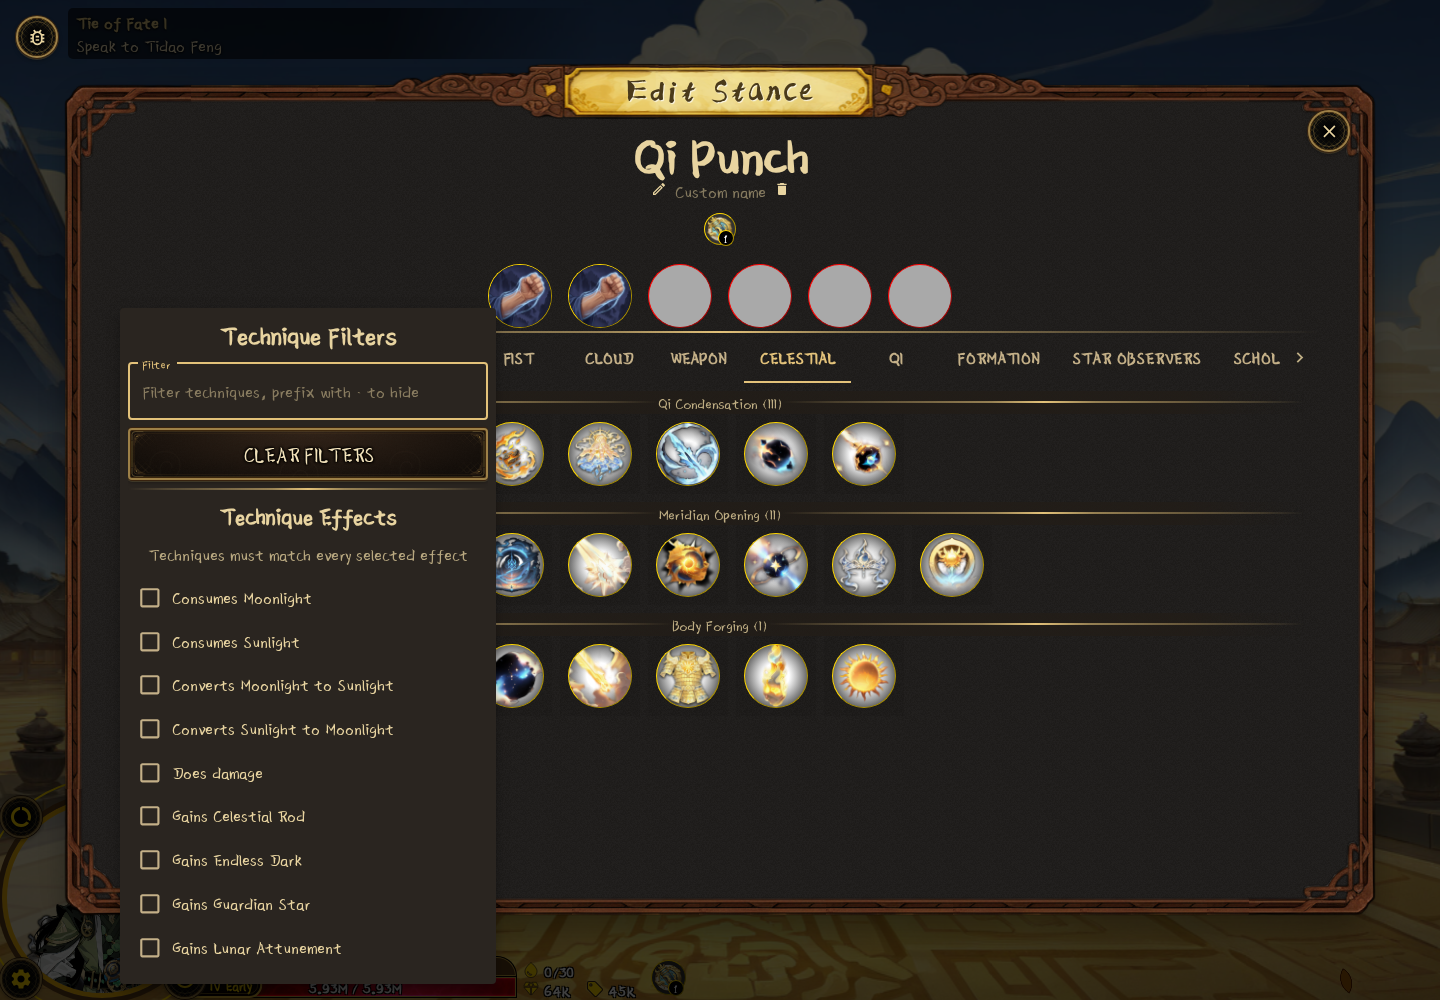 Tie of Fate I
Speak to Tidao Feng
Edit Stance
Qi Punch
Custom name
FIST CLOUD WEAPON CELESTIAL QI FORMATION STAR OBSERVERS SCHOL
Qi Condensation (III)
Meridian Opening (II)
Body Forging (I)
Technique Filters
Filter
Filter techniques, prefix with - to hide
CLEAR FILTERS
Technique Effects
Techniques must match every selected effect
Consumes Moonlight
Consumes Sunlight
Converts Moonlight to Sunlight
Converts Sunlight to Moonlight
Does damage
Gains Celestial Rod
Gains Endless Dark
Gains Guardian Star
Gains Lunar Attunement
IV Early
5.93M / 5.93M
0/30
64K 45K